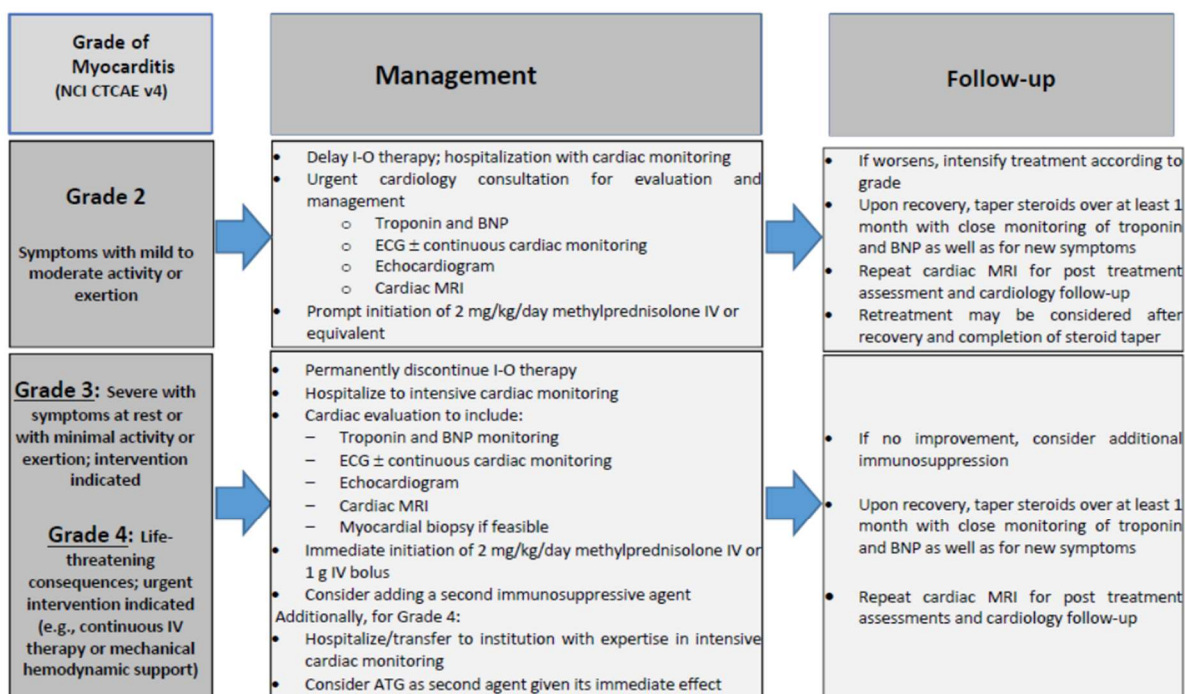 Grade of
Myocarditis
(NCI CTCAE v4)
Management
Follow-up
Grade 2
Symptoms with mild to
moderate activity or
exertion
• Delay I-O therapy; hospitalization with cardiac monitoring
• Urgent cardiology consultation for evaluation and
management
o Troponin and BNP
o ECG ± continuous cardiac monitoring
o Echocardiogram
o Cardiac MRI
• Prompt initiation of 2 mg/kg/day methylprednisolone IV or
equivalent
• If worsens, intensify treatment according to
grade
• Upon recovery, taper steroids over at least 1
month with close monitoring of troponin
and BNP as well as for new symptoms
• Repeat cardiac MRI for post treatment
assessment and cardiology follow-up
• Retreatment may be considered after
recovery and completion of steroid taper
Grade 3: Severe with
symptoms at rest or
with minimal activity or
exertion; intervention
indicated
Grade 4: Life-
threatening
consequences; urgent
intervention indicated
(e.g., continuous IV
therapy or mechanical
hemodynamic support)
• Permanently discontinue I-O therapy
• Hospitalize to intensive cardiac monitoring
• Cardiac evaluation to include:
– Troponin and BNP monitoring
– ECG ± continuous cardiac monitoring
– Echocardiogram
– Cardiac MRI
– Myocardial biopsy if feasible
• Immediate initiation of 2 mg/kg/day methylprednisolone IV or
1 g IV bolus
• Consider adding a second immunosuppressive agent
Additionally, for Grade 4:
• Hospitalize/transfer to institution with expertise in intensive
cardiac monitoring
• Consider ATG as second agent given its immediate effect
• If no improvement, consider additional
immunosuppression
• Upon recovery, taper steroids over at least 1
month with close monitoring of troponin
and BNP as well as for new symptoms
• Repeat cardiac MRI for post treatment
assessments and cardiology follow-up